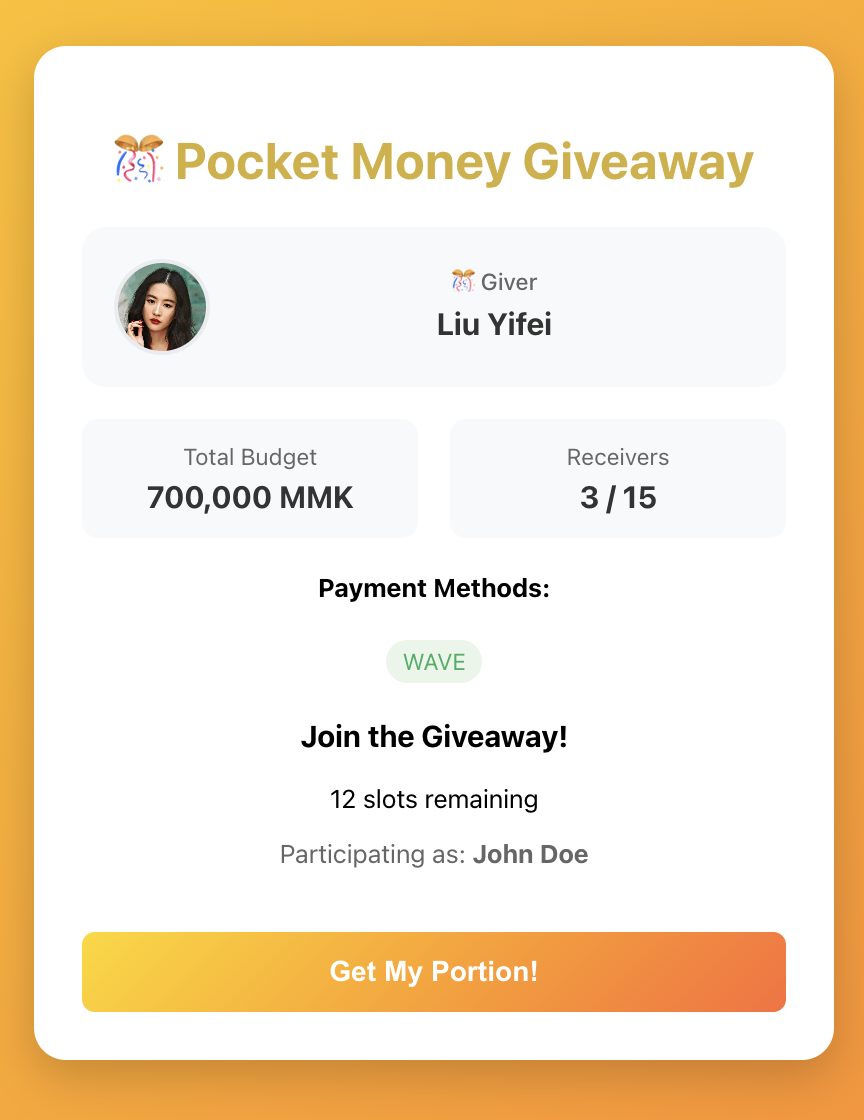 Pocket Money Giveaway
Giver
Liu Yifei
Total Budget
700,000 MMK
Receivers
3 / 15
Payment Methods:
WAVE
Join the Giveaway!
12 slots remaining
Participating as: John Doe
Get My Portion!